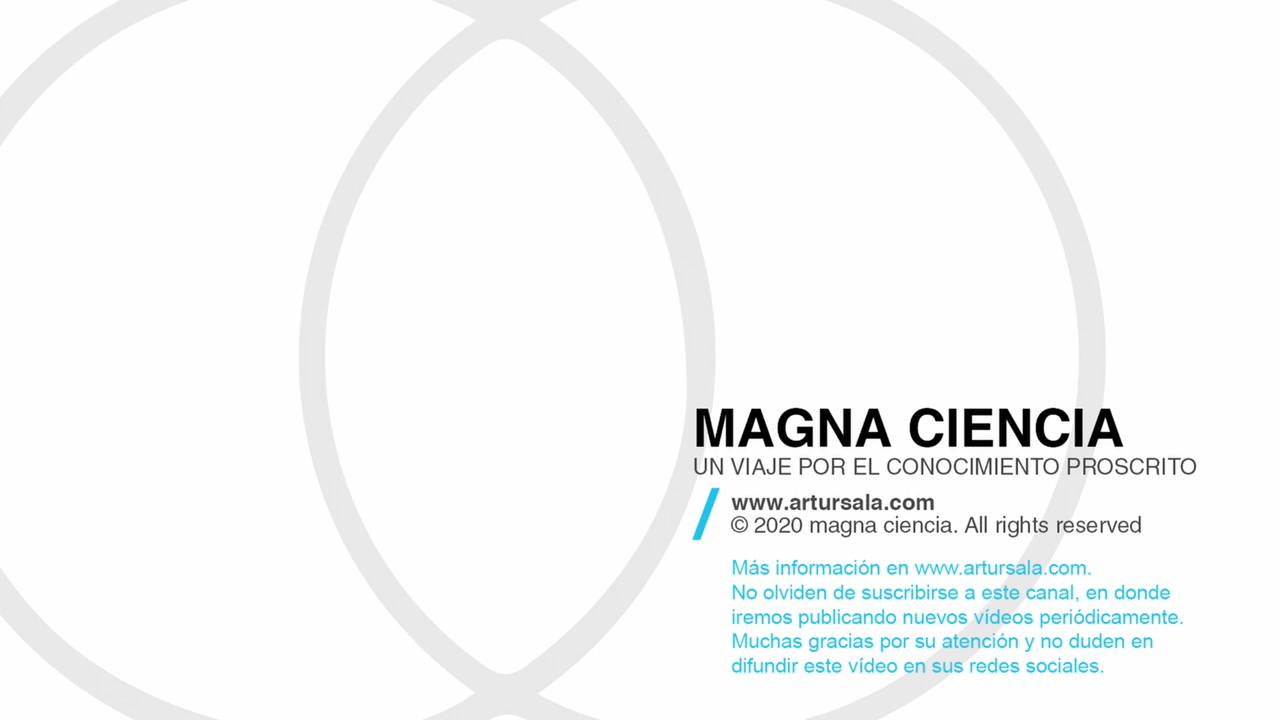 MAGNA CIENCIA
UN VIAJE POR EL CONOCIMIENTO PROSCRITO
www.artursala.com
© 2020 magna ciencia. All rights reserved
Más información en www.artursala.com.
No olviden de suscribirse a este canal, en donde
iremos publicando nuevos vídeos periódicamente.
Muchas gracias por su atención y no duden en
difundir este vídeo en sus redes sociales.